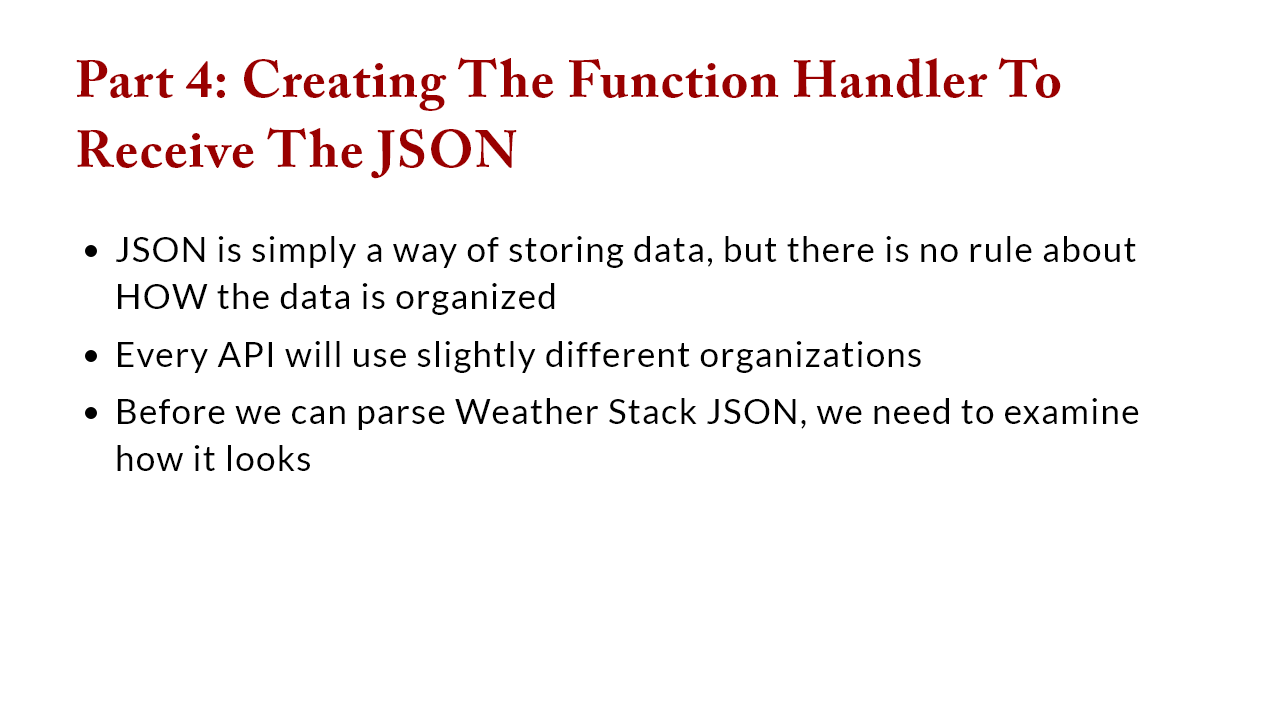 Part 4: Creating The Function Handler To
Receive The JSON
• JSON is simply a way of storing data, but there is no rule about
HOW the data is organized
• Every API will use slightly different organizations
• Before we can parse Weather Stack JSON, we need to examine
how it looks